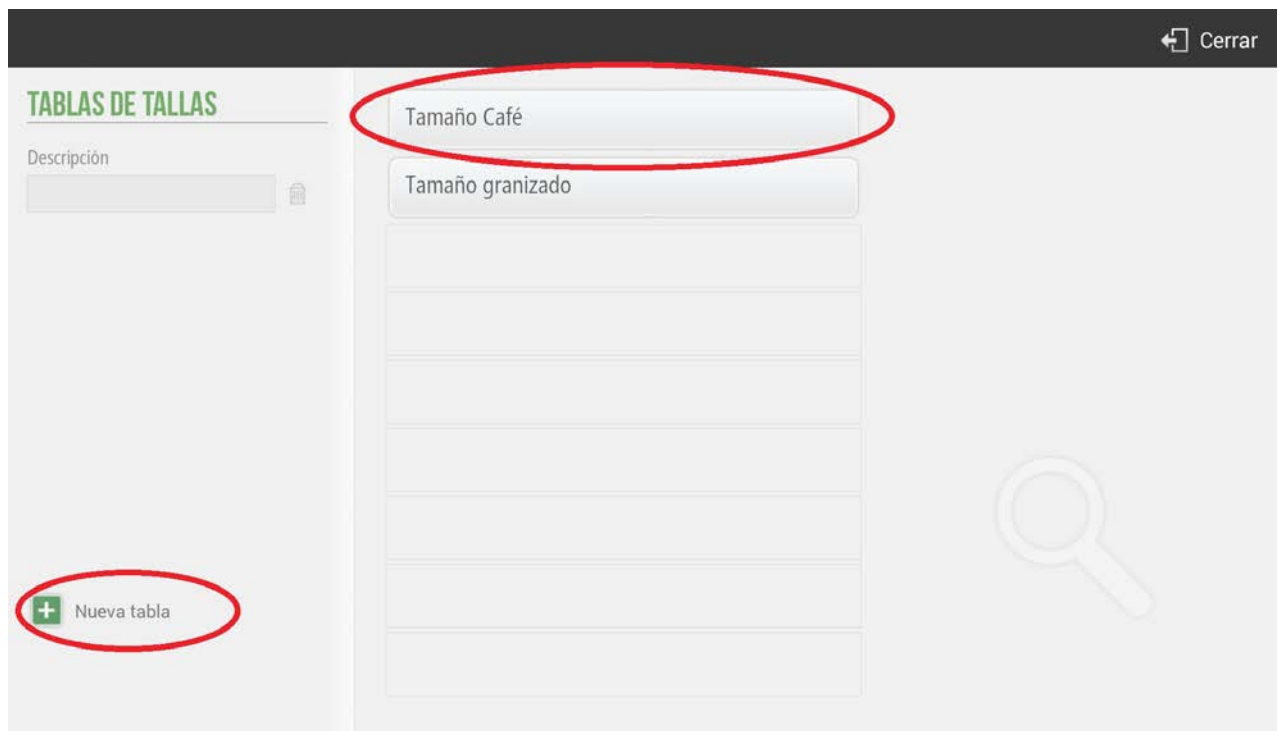 Cerrar
TABLAS DE TALLAS
Descripción
Tamaño Café
Tamaño granizado
Nueva tabla